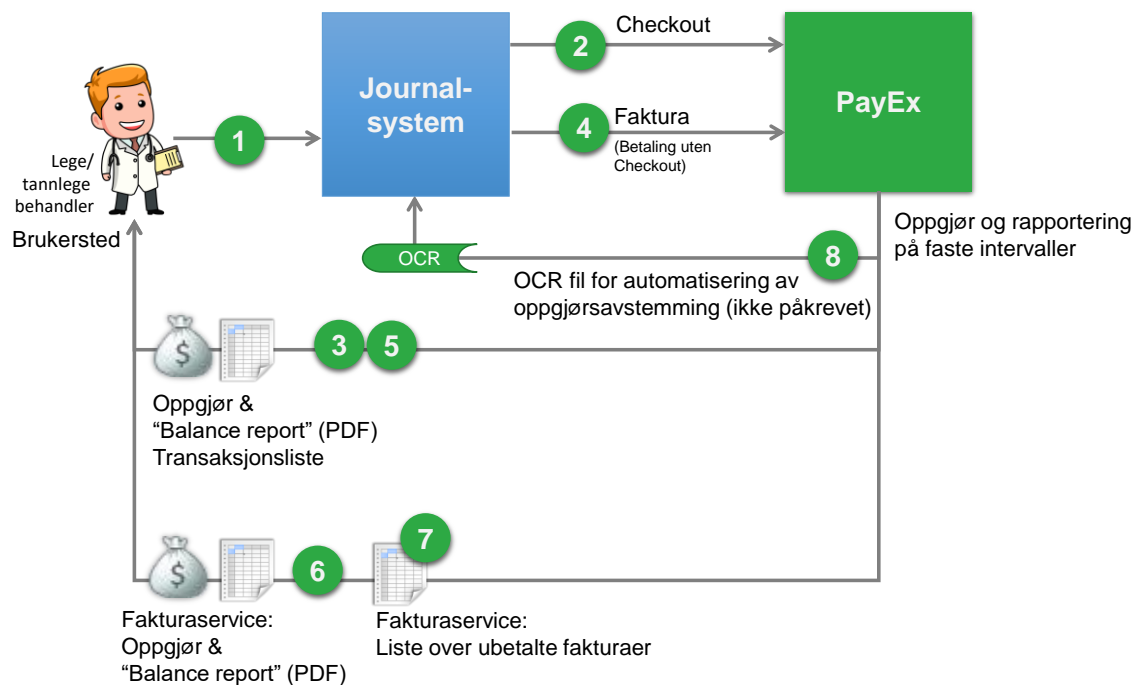 2
Checkout
Journal-
system
PayEx
1
4
Faktura
(Betaling uten
Checkout)
Lege/
tannlege
behandler
Brukersted
Oppgjør og rapportering
på faste intervaller
OCR
8
OCR fil for automatisering av
oppgjørsavstemming (ikke påkrevet)
$
3
5
Oppgjør &
“Balance report” (PDF)
Transaksjonsliste
$
6
7
Fakturaservice:
Oppgjør &
“Balance report” (PDF)
Fakturaservice:
Liste over ubetalte fakturaer